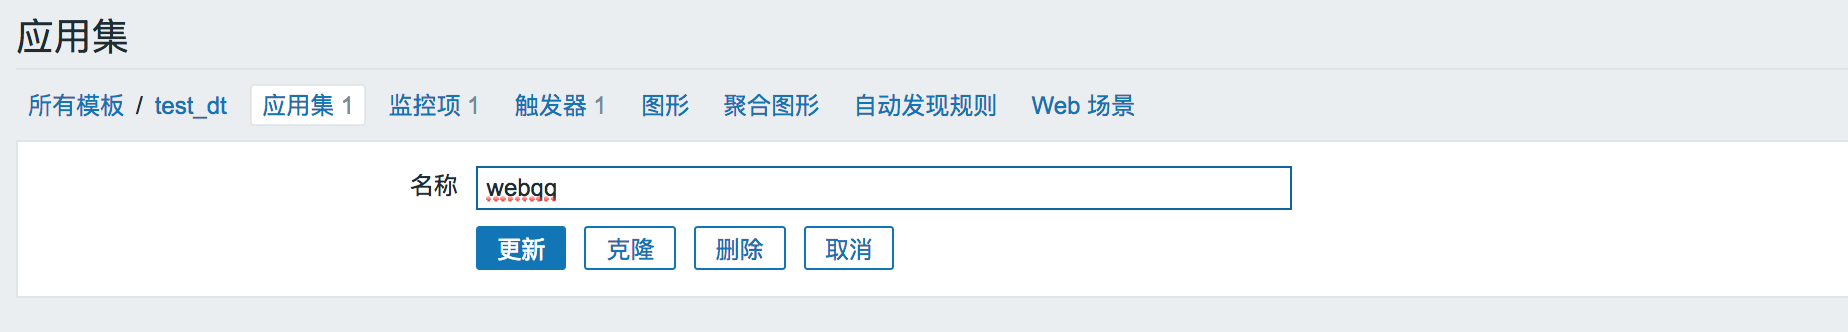 应用集
所有模板 / test_dt 应用集 1 监控项 1 触发器 1 图形 聚合图形 自动发现规则 Web 场景
名称 webqq
更新 克隆 删除 取消